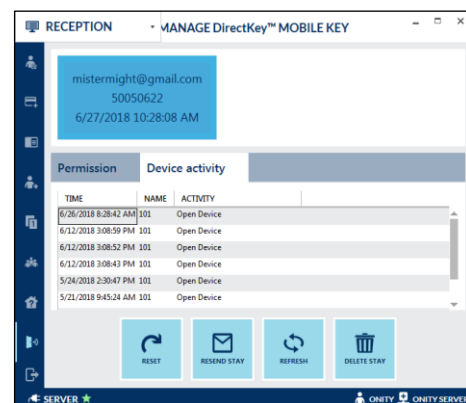 RECEPTION
MANAGE DirectKey™ MOBILE KEY
mistermight@gmail.com
50050622
6/27/2018 10:28:08 AM
Permission Device activity
TIME NAME ACTIVITY
6/26/2018 8:28:42 AM 101 Open Device
6/12/2018 3:08:59 PM 101 Open Device
6/12/2018 3:08:52 PM 101 Open Device
6/12/2018 3:08:43 PM 101 Open Device
5/24/2018 2:30:47 PM 101 Open Device
5/21/2018 9:45:24 AM 101 Open Device
RESET RESEND STAY REFRESH DELETE STAY
SERVER ONITY ONITY SERVER